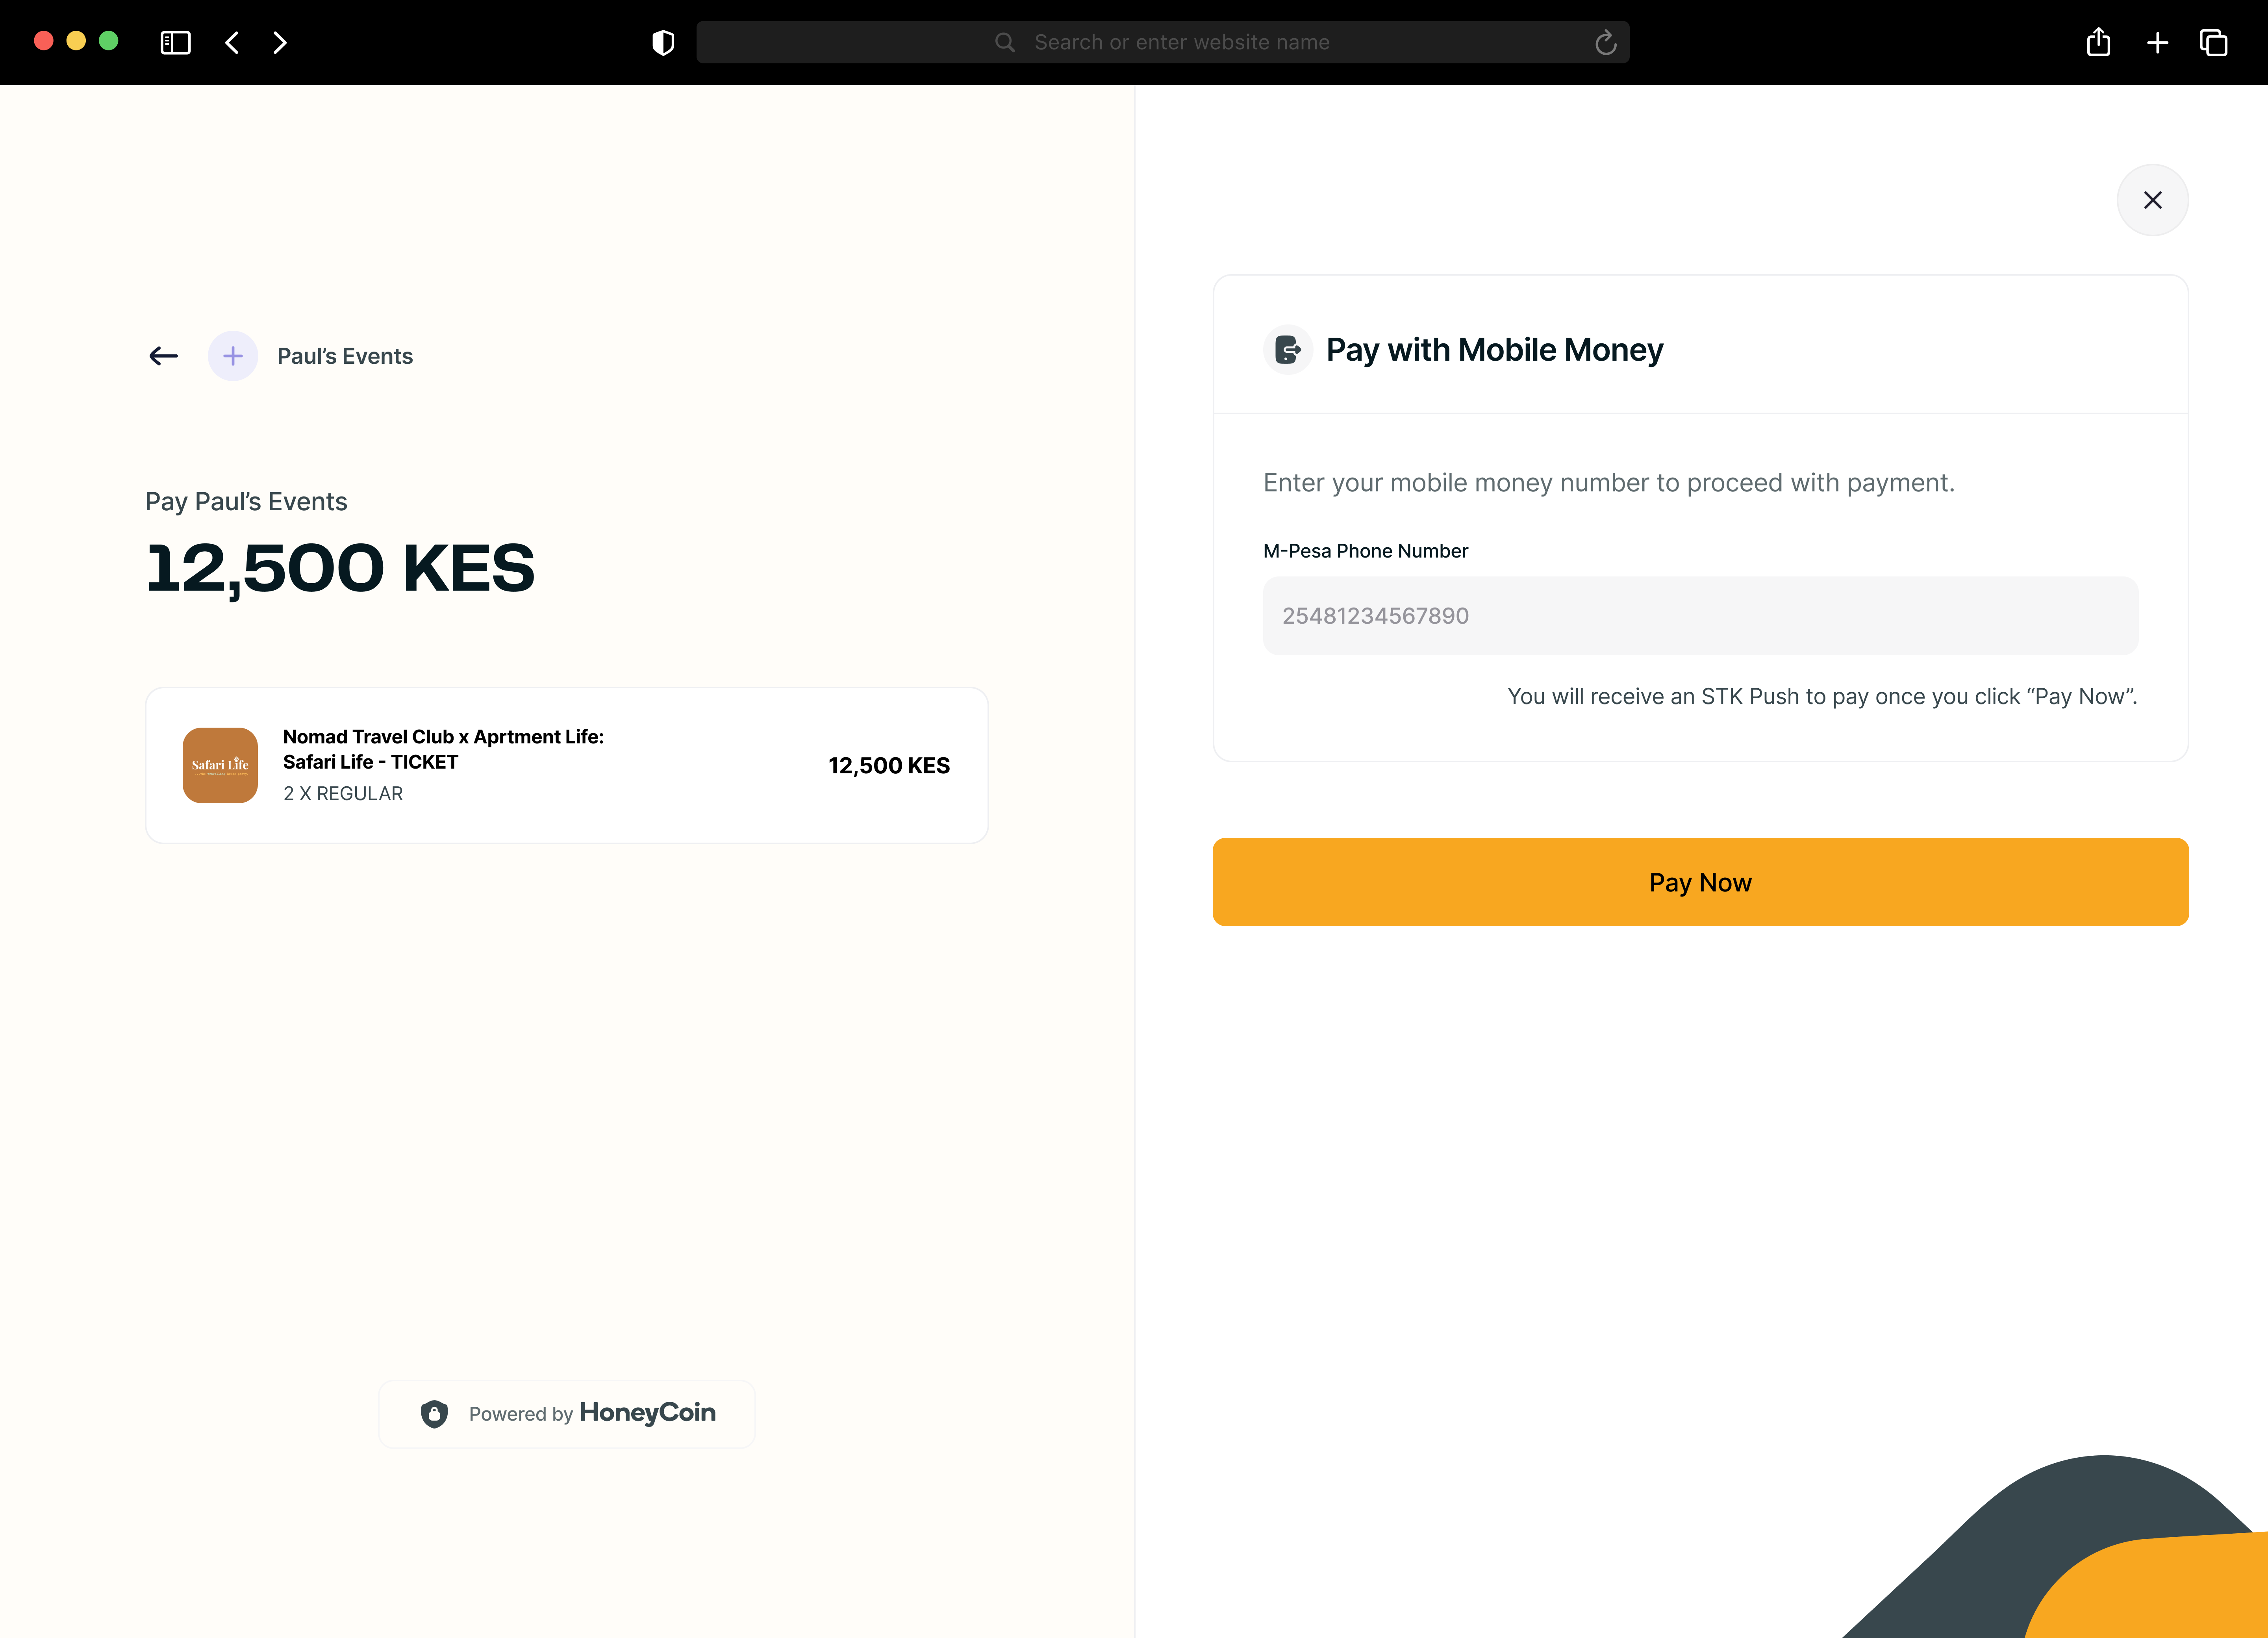 Search or enter website name
Paul’s Events
Pay Paul’s Events
12,500 KES
Safari Life
Nomad Travel Club x Aprtment Life:
Safari Life - TICKET
2 X REGULAR
12,500 KES
Powered by HoneyCoin
Pay with Mobile Money
Enter your mobile money number to proceed with payment.
M-Pesa Phone Number
25481234567890
You will receive an STK Push to pay once you click “Pay Now”.
Pay Now